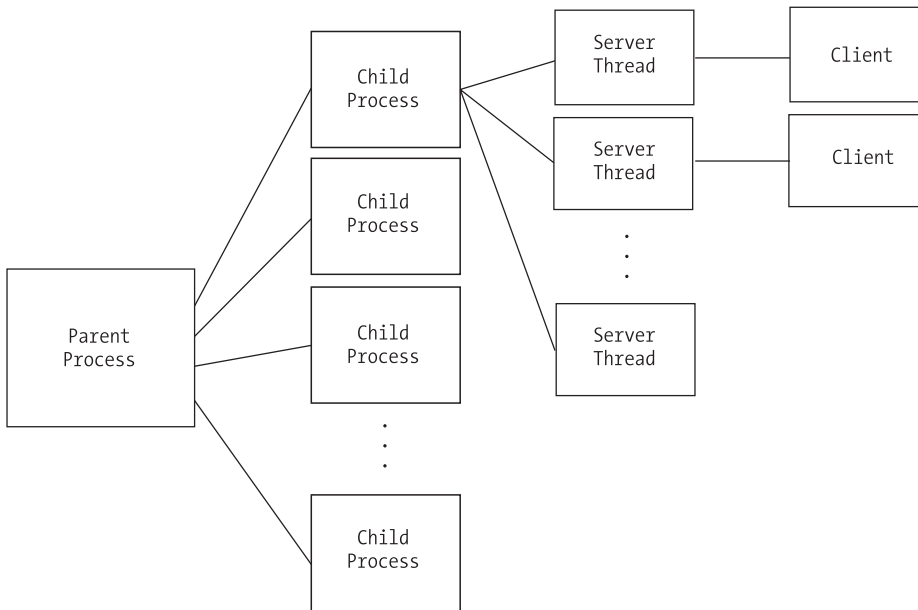 Parent
Process
Child
Process
Child
Process
Child
Process
Child
Process
Server
Thread
Server
Thread
Server
Thread
Client
Client